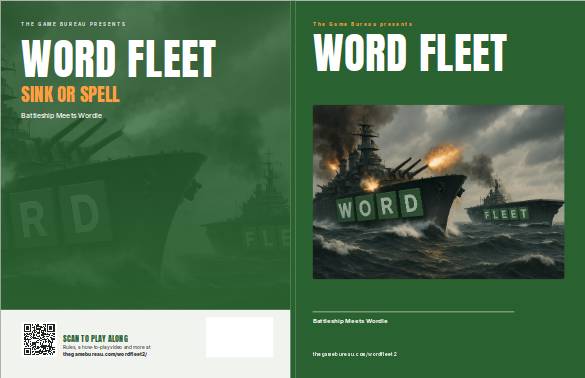 THE GAME BUREAU PRESENTS
WORD FLEET
SINK OR SPELL
Battleship Meets Wordle
R D
FLE
SCAN TO PLAY ALONG
Rules, a how-to-play video and more at
thegamebureau.com/wordfleet2/
The Game Bureau presents
WORD FLEET
WORD
FLEET
Battleship Meets Wordle
thegamebureau.com/wordfleet2